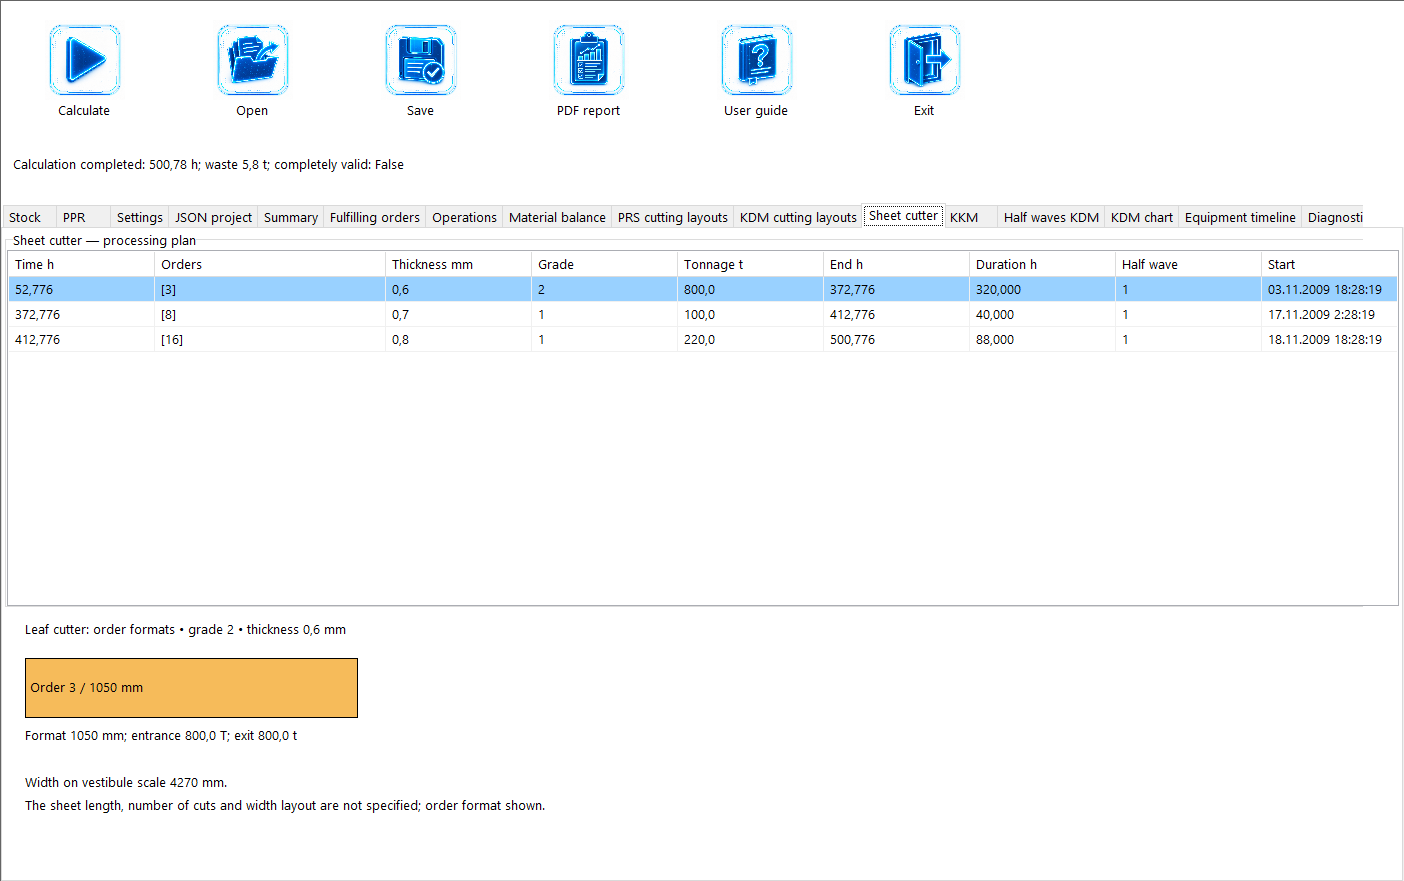 Calculate Open Save PDF report User guide Exit
Calculation completed: 500,78 h; waste 5,8 t; completely valid: False
Stock PPR Settings JSON project Summary Fulfilling orders Operations Material balance PRS cutting layouts KDM cutting layouts Sheet cutter KKM Half waves KDM KDM chart Equipment timeline Diagnosti
Sheet cutter — processing plan
Time h Orders Thickness mm Grade Tonnage t End h Duration h Half wave Start
52,776 [3] 0,6 2 800,0 372,776 320,000 1 03.11.2009 18:28:19
372,776 [8] 0,7 1 100,0 412,776 40,000 1 17.11.2009 2:28:19
412,776 [16] 0,8 1 220,0 500,776 88,000 1 18.11.2009 18:28:19
Leaf cutter: order formats • grade 2 • thickness 0,6 mm
Order 3 / 1050 mm
Format 1050 mm; entrance 800,0 T; exit 800,0 t
Width on vestibule scale 4270 mm.
The sheet length, number of cuts and width layout are not specified; order format shown.